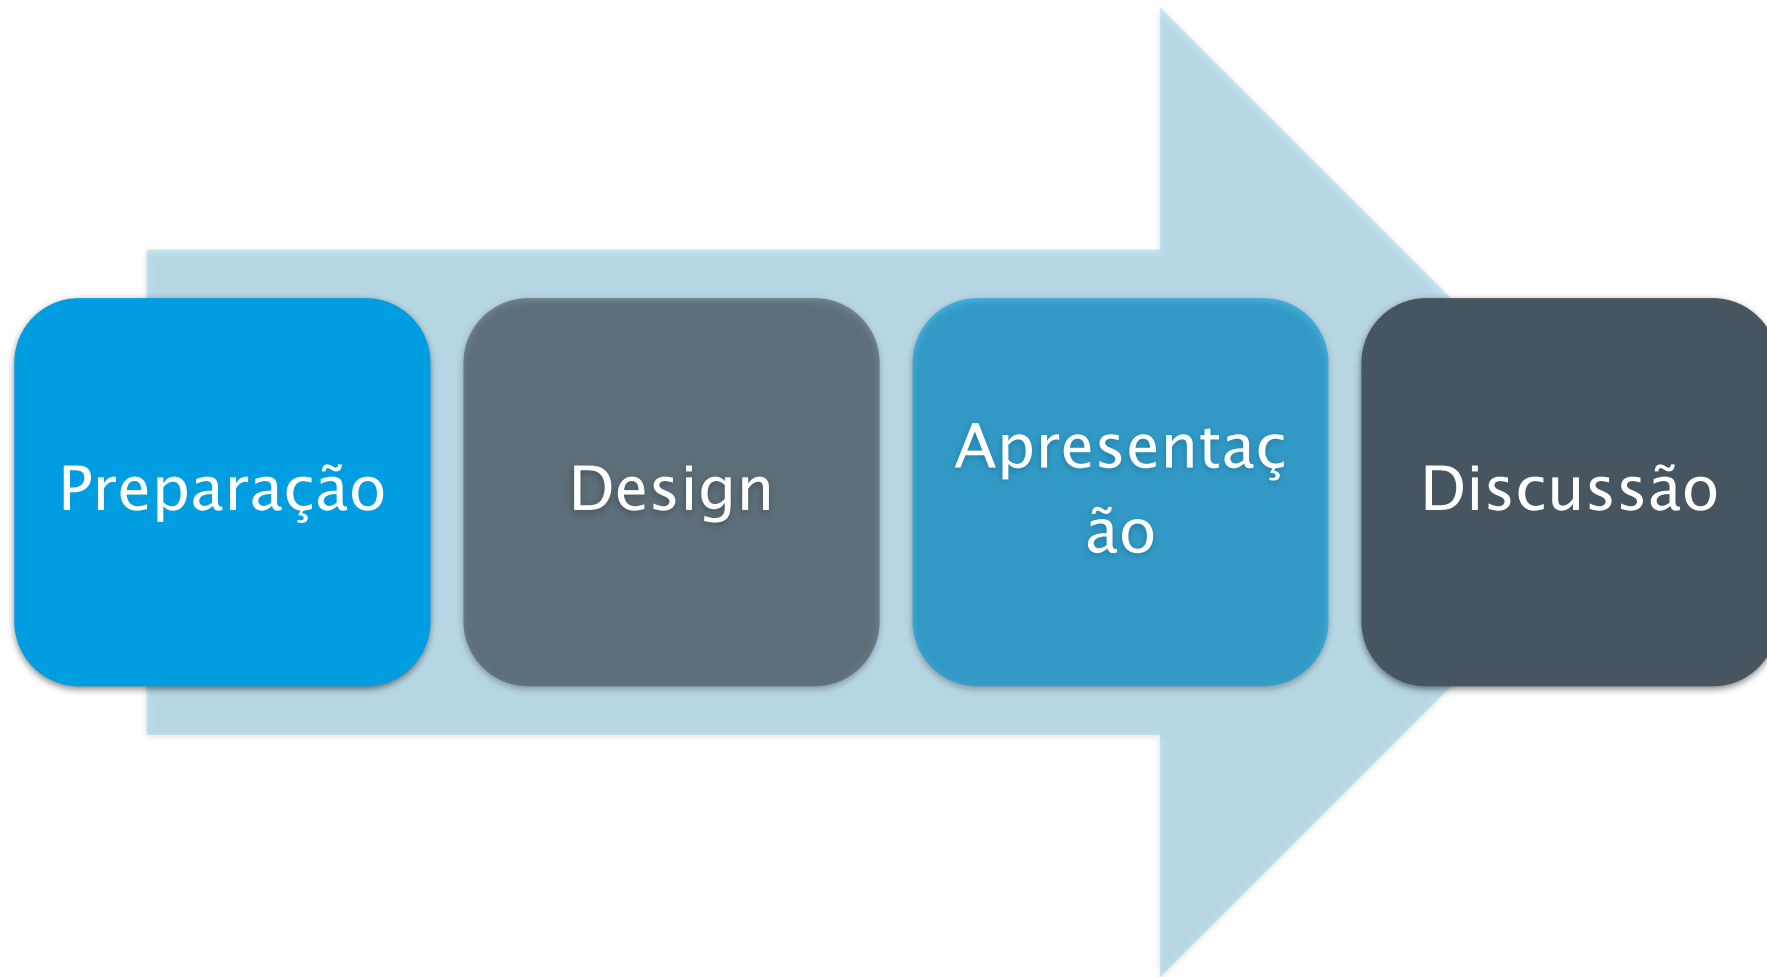 Preparação
Design
Apresentaç
ão
Discussão